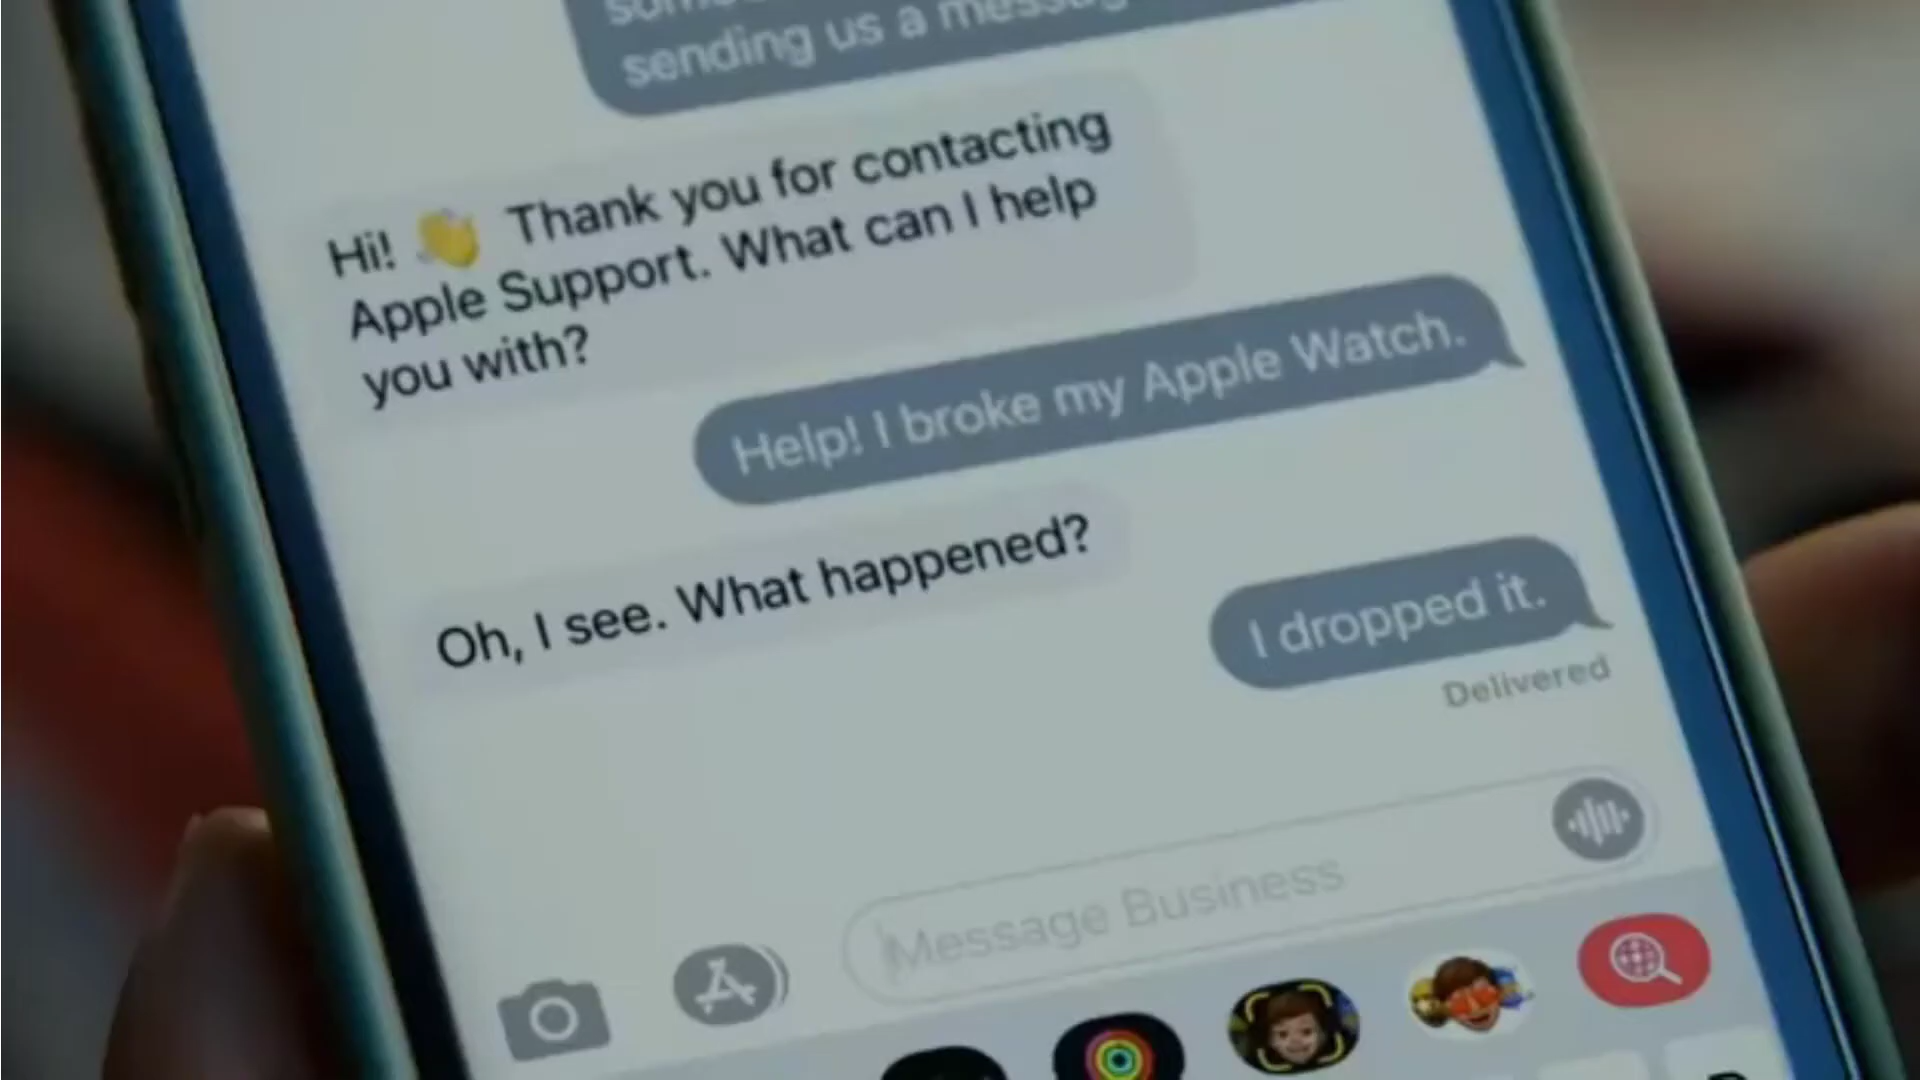 sending us a message
Hi! 👋 Thank you for contacting
Apple Support. What can I help
you with?
Help! I broke my Apple Watch.
Oh, I see. What happened?
I dropped it.
Delivered
Message Business